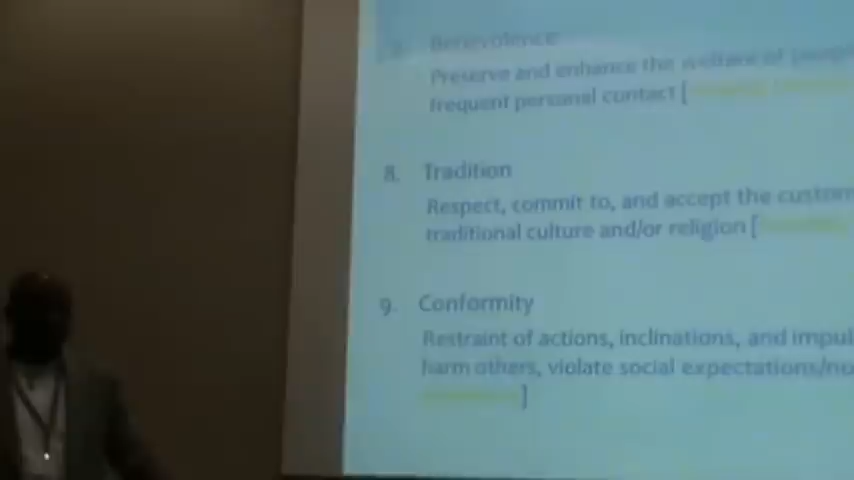 Benevolence
Preserve and enhance the welfare of
frequent personal contact [
8. Tradition
Respect, commit to, and accept the custom
traditional culture and/or religion [
9. Conformity
Restraint of actions, inclinations, and impul
harm others, violate social expectations/no
]